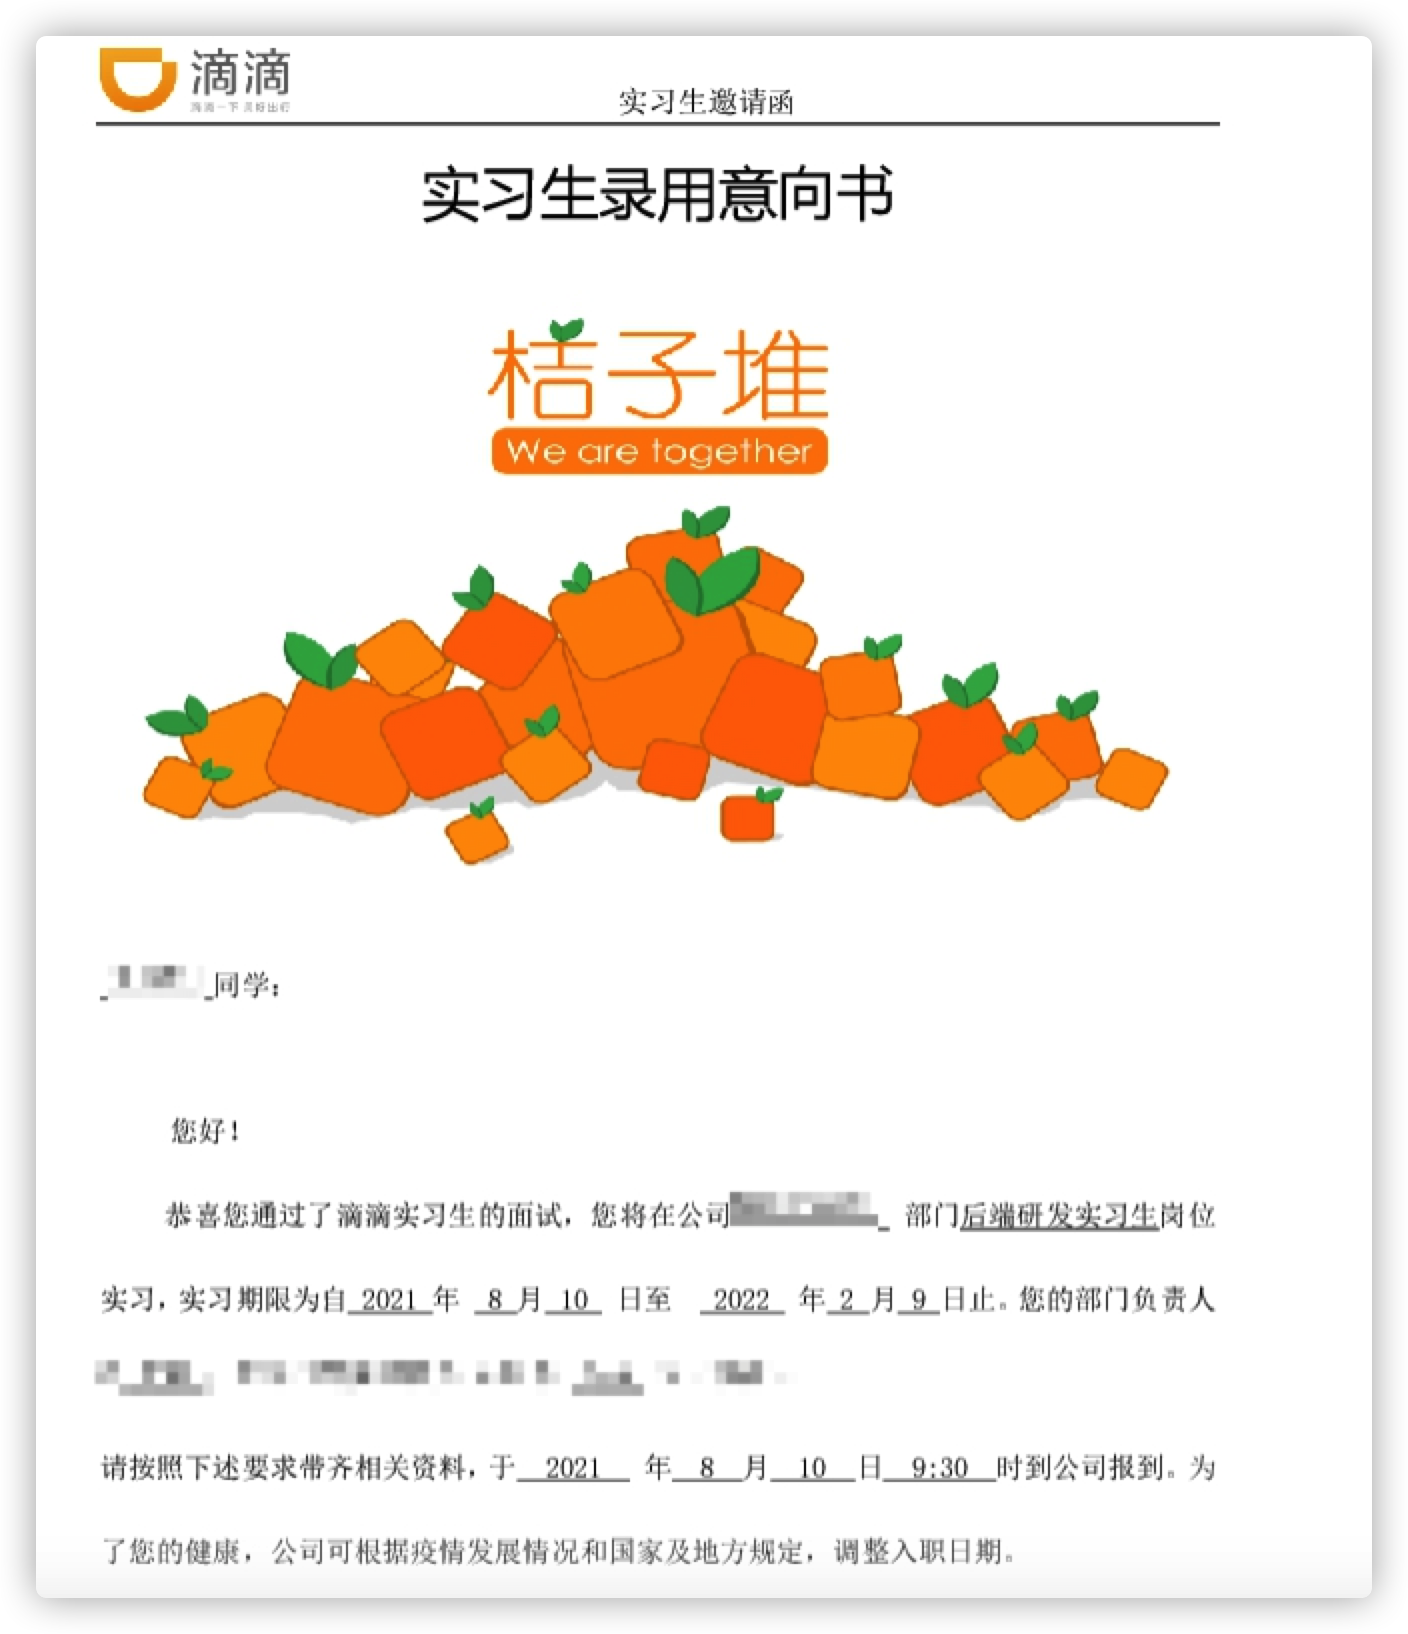 滴滴
滴滴一下 美好出行
实习生邀请函
实习生录用意向书
桔子堆
We are together
同学：
您好！
恭喜您通过了滴滴实习生的面试，您将在公司 部门后端研发实习生岗位
实习，实习期限为自 2021 年 8 月 10 日至 2022 年 2 月 9 日止。您的部门负责人
请按照下述要求带齐相关资料，于 2021 年 8 月 10 日 9:30 时到公司报到。为
了您的健康，公司可根据疫情发展情况和国家及地方规定，调整入职日期。